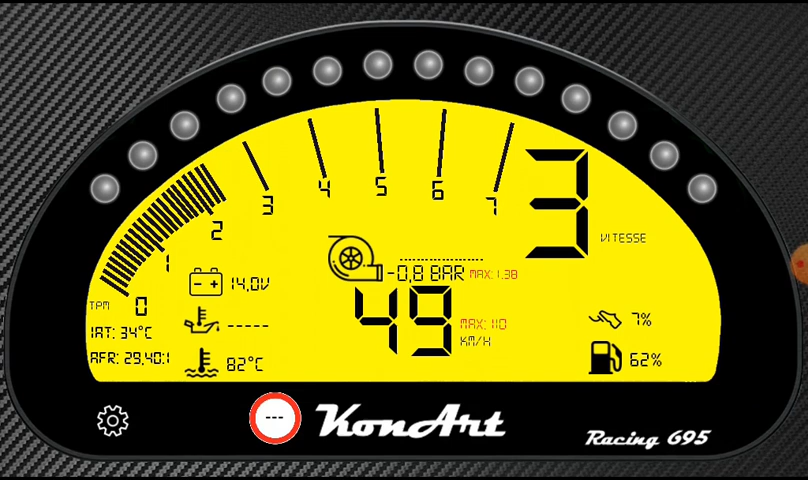 3 4 5 6 7
2
1
0
TPM
3
VITESSE
- + 14,0V
-0,8 BAR MAX: 1,38
-----
49
MAX: 110
KM/H
IAT: 34°C
AFR: 29,40:1
82°C
7%
62%
---
KonArt
Racing 695